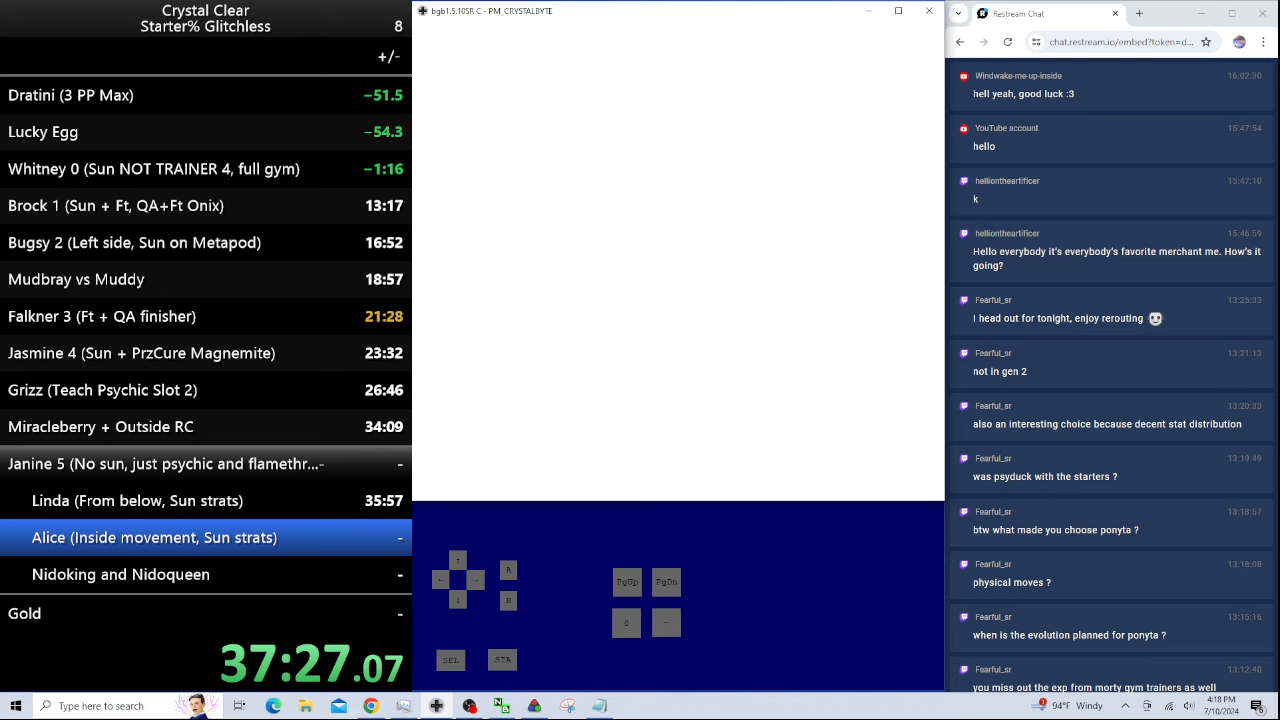 Crystal Clear
Starter% Glitchless
8
+/-
Dratini (3 PP Max) −51.5
Lucky Egg −54.3
Whitney 0 (Sun NOT TRAINER 4, full gym) −1:16
Brock 1 (Sun + Ft, QA+Ft Onix) 13:17
Bugsy 2 (Left side, Sun on Metapod) 16:52
Mudbray vs Muddy 18:57
Falkner 3 (Ft + QA finisher) 21:28
Jasmine 4 (Sun + PrzCure Magnemite) 23:32
Grizz (Teach Psychic Slot 2) 26:46
Miracleberry + Outside RC 34:09
Janine 5 (No sun, just psychic and flamethr...- -
Linda (From below, Sun strats) 35:57
Alice (Inside movement, Sun strats) -
Nidoking and Nidoqueen -
Gold -
37:27.07
bgb1.5.10SR C - PM_CRYSTALBYTE
↑
← →
↓
A
B
SEL STA
PgUp PgDn
0 -
Restream Chat
chat.restream.io/embed?token=d...
Windwake-me-up-inside 16:02:30
hell yeah, good luck :3
YouTube account 15:47:54
hello
helliontheartificer 15:47:10
k
helliontheartificer 15:46:59
Hello everybody it's everybody's favorite merchant me. How's it
going?
Fearful_sr 13:25:33
I head out for tonight, enjoy rerouting
Fearful_sr 13:21:13
not in gen 2
Fearful_sr 13:20:33
also an interesting choice because decent stat distribution
Fearful_sr 13:19:49
was psyduck with the starters ?
Fearful_sr 13:18:57
btw what made you choose ponyta ?
Fearful_sr 13:18:08
physical moves ?
Fearful_sr 13:15:16
when is the evolution planned for ponyta ?
Fearful_sr 13:12:40
you miss out the exp from morty gym trainers as well
Type here to search
94°F Windy
4:18 PM
7/10/2024